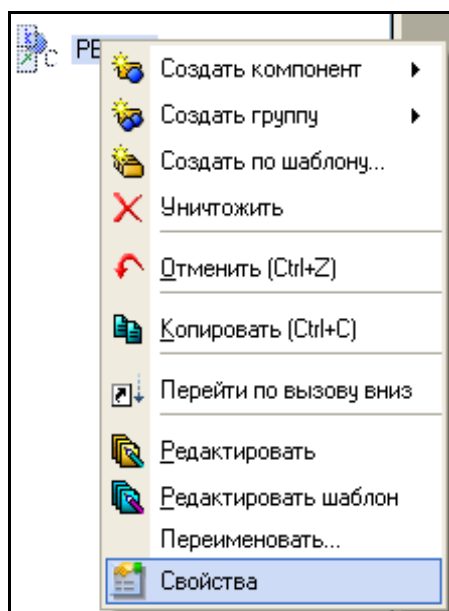 Создать компонент
Создать группу
Создать по шаблону...
Уничтожить
Отменить (Ctrl+Z)
Копировать (Ctrl+C)
Перейти по вызову вниз
Редактировать
Редактировать шаблон
Переименовать...
Свойства